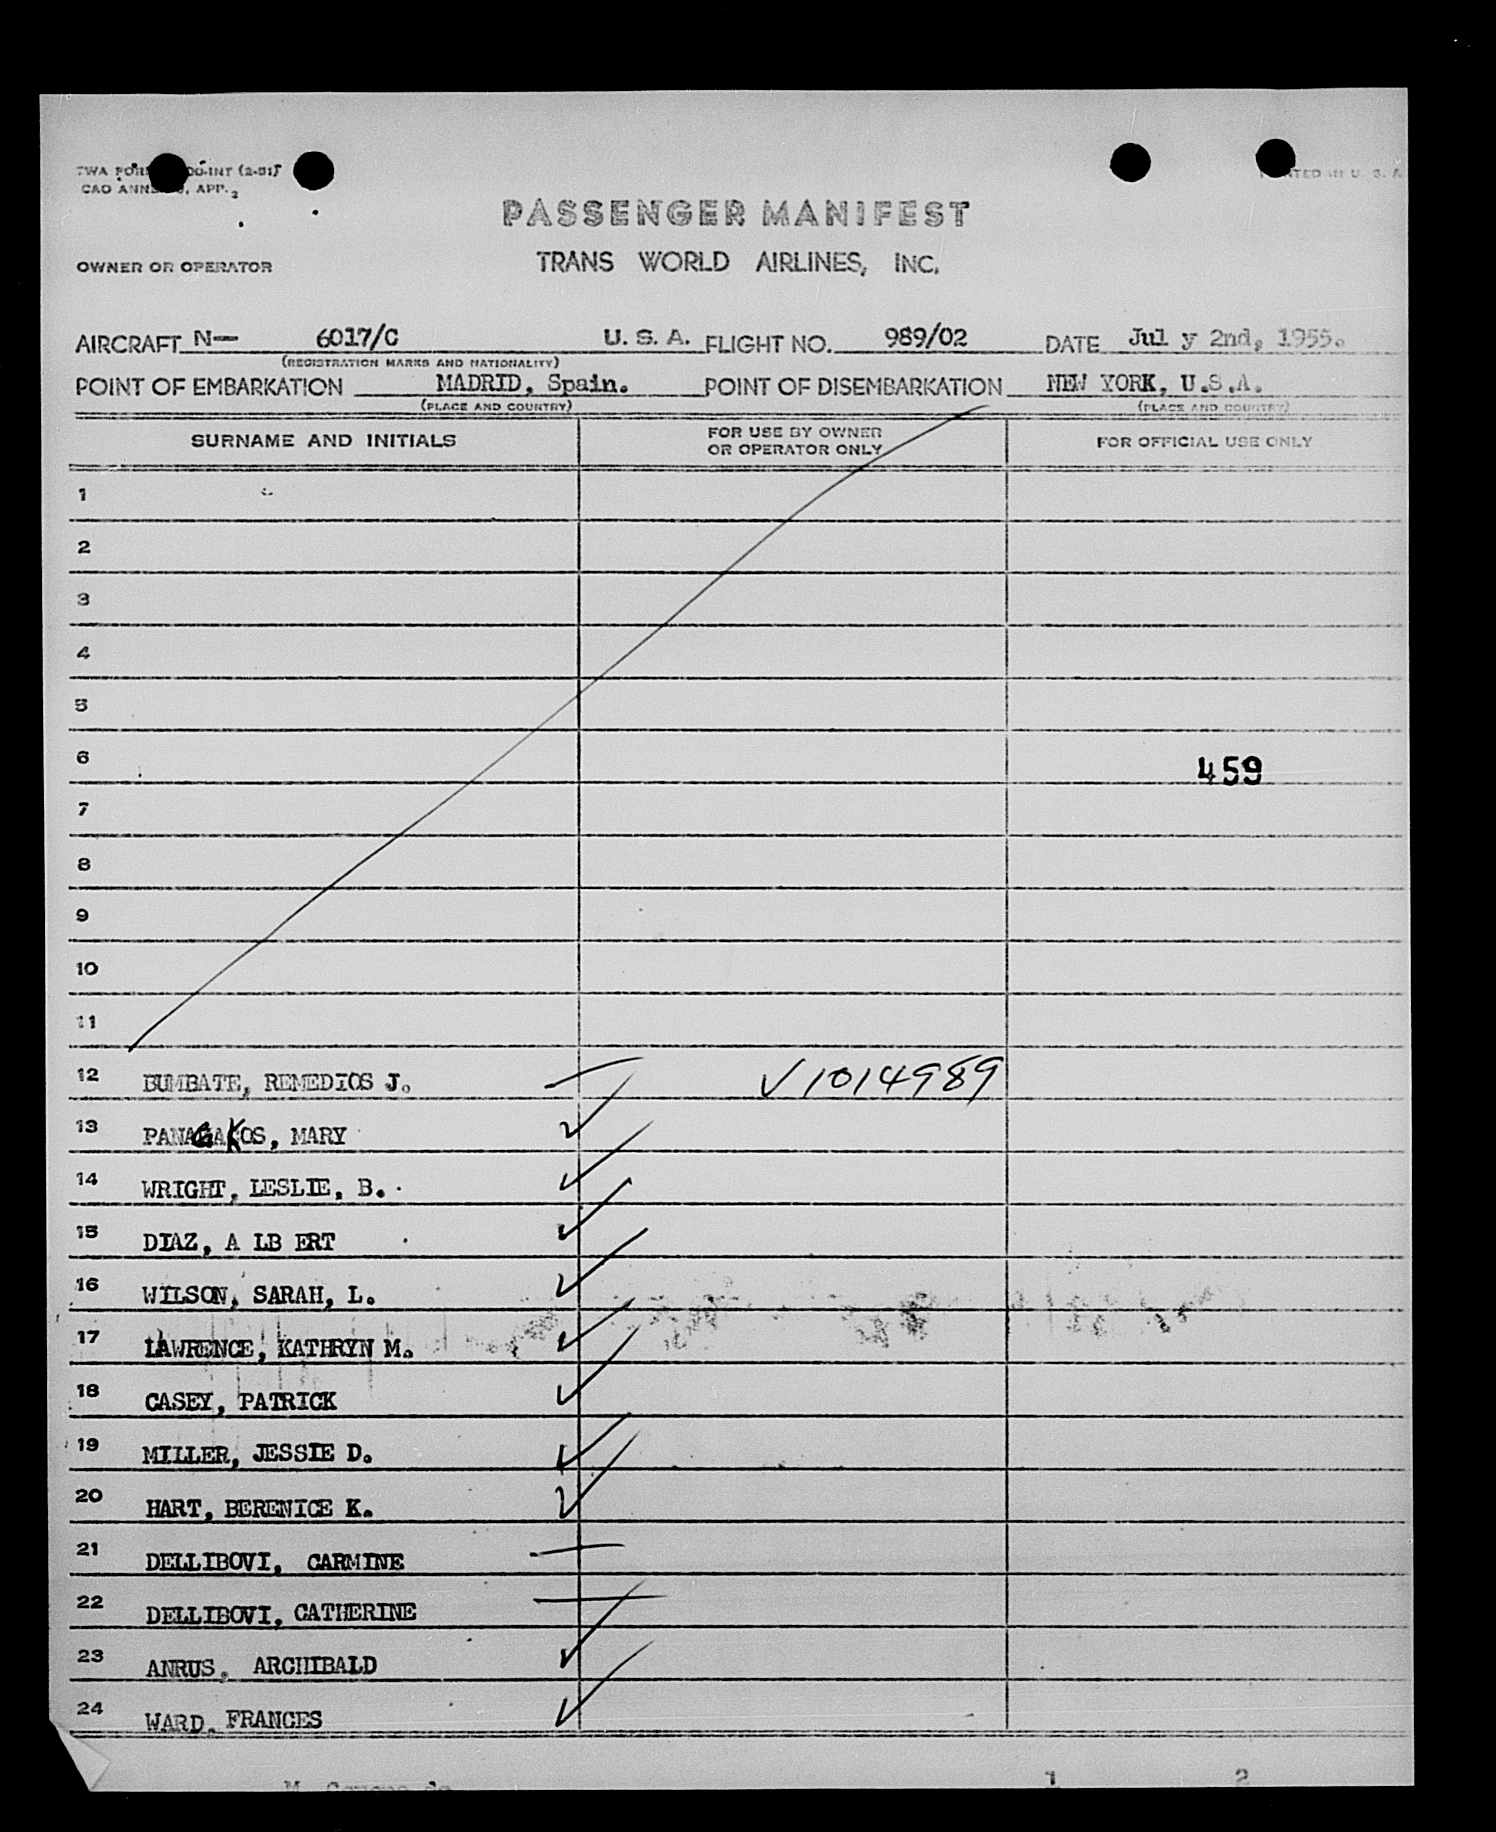 TWA FORM
PRINTED IN U. S. A.
PASSENGER MANIFEST
OWNER OR OPERATOR TRANS WORLD AIRLINES, INC.
AIRCRAFT N— 6017/C U. S. A. FLIGHT NO. 989/02 DATE Jul y 2nd, 1955.
(REGISTRATION MARKS AND NATIONALITY)
POINT OF EMBARKATION MADRID, Spain. POINT OF DISEMBARKATION NEW YORK, U.S.A.
(PLACE AND COUNTRY) (PLACE AND COUNTRY)
SURNAME AND INITIALS FOR USE BY OWNER OR OPERATOR ONLY FOR OFFICIAL USE ONLY
1
2
3
4
5
6 459
7
8
9
10
11
12 BUMBATE, REMEDIOS J. V1014989
13 PANAGAKOS, MARY
14 WRIGHT, LESLIE, B.
15 DIAZ, A LB ERT
16 WILSON, SARAH, L.
17 LAWRENCE, KATHRYN M.
18 CASEY, PATRICK
19 MILLER, JESSIE D.
20 HART, BERENICE K.
21 DELLIBOVI, CARMINE
22 DELLIBOVI, CATHERINE
23 ANRUS, ARCHIBALD
24 WARD, FRANCES
1 2